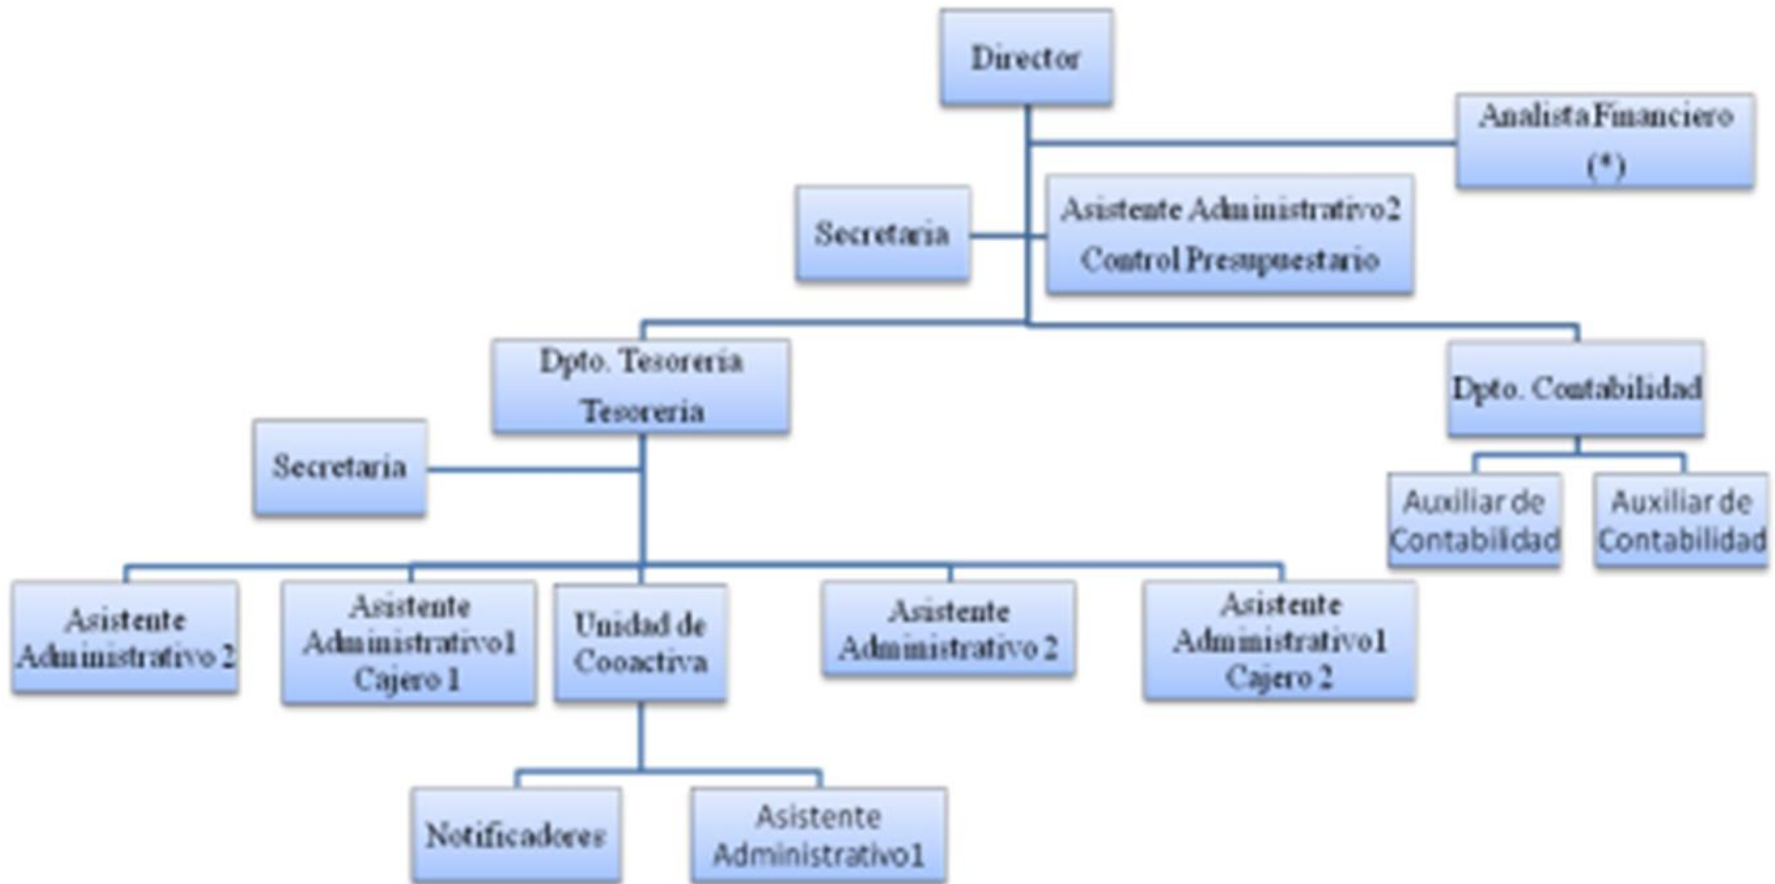 Director
Analista Financiero
(*)
Secretaria
Asistente Administrativo2
Control Presupuestario
Dpto. Tesoreria
Tesoreria
Dpto. Contabilidad
Secretaria
Auxiliar de
Contabilidad
Auxiliar de
Contabilidad
Asistente
Administrativo 2
Asistente
Administrativo1
Cajero 1
Unidad de
Cooactiva
Asistente
Administrativo 2
Asistente
Administrativo1
Cajero 2
Notificadores
Asistente
Administrativo1